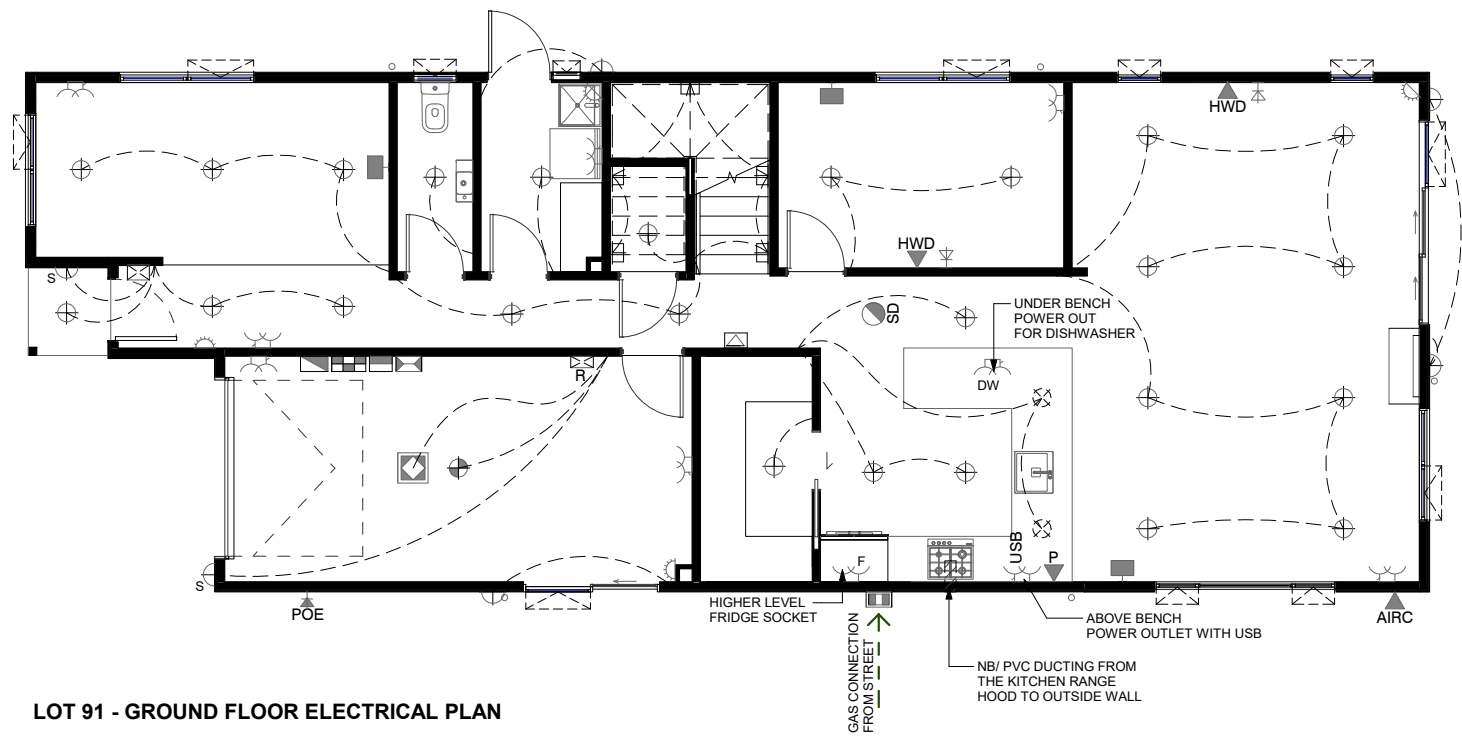 HWD
HWD
S
SD
UNDER BENCH
POWER OUT
FOR DISHWASHER
DW
R
USB
P
F
S
POE
HIGHER LEVEL
FRIDGE SOCKET
GAS CONNECTION
FROM STREET
ABOVE BENCH
POWER OUTLET WITH USB
AIRC
NB/ PVC DUCTING FROM
THE KITCHEN RANGE
HOOD TO OUTSIDE WALL
LOT 91 - GROUND FLOOR ELECTRICAL PLAN